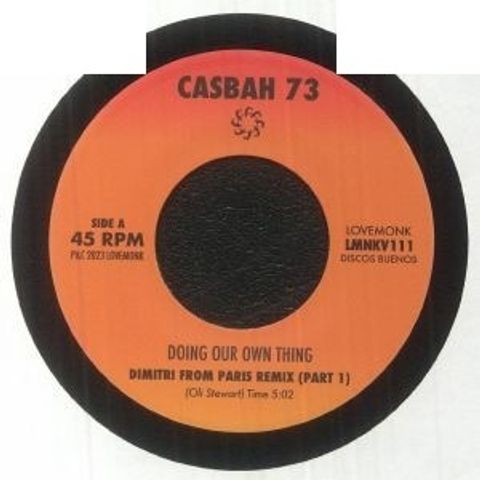 CASBAH 73
SIDE A
45 RPM
P&C 2023 LOVEMONK
LOVEMONK
LMNKV111
DISCOS BUENOS
DOING OUR OWN THING
DIMITRI FROM PARIS REMIX (PART 1)
(Oli Stewart) Time 5:02